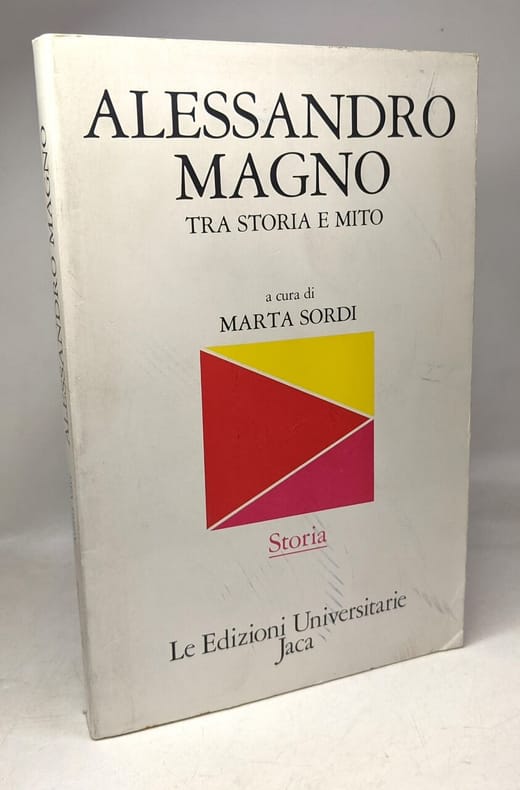 ALESSANDRO
MAGNO
TRA STORIA E MITO
a cura di
MARTA SORDI
Storia
Le Edizioni Universitarie
Jaca
ALESSANDRO MAGNO